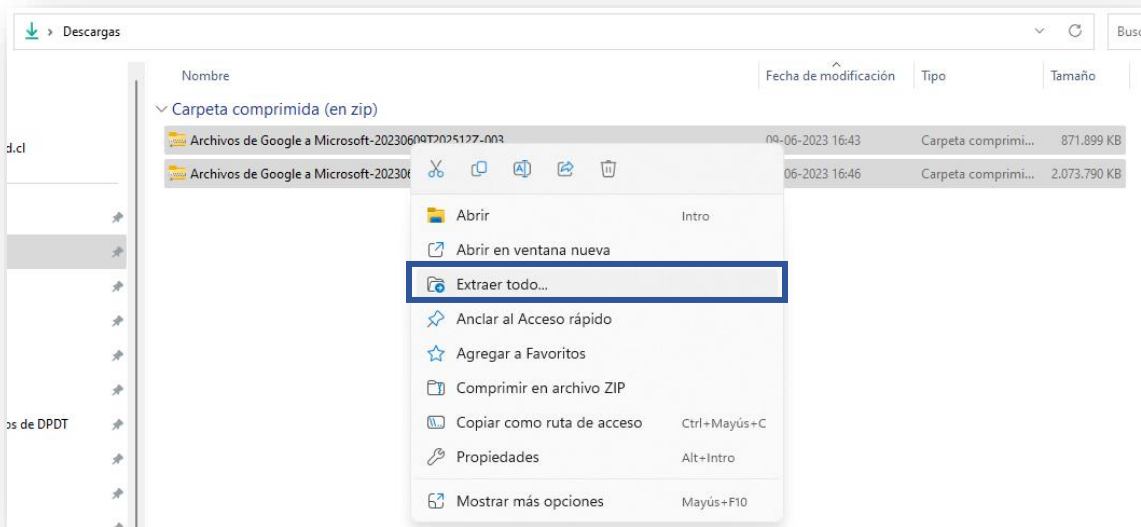 Descargas
Busc
Nombre Fecha de modificación Tipo Tamaño
Carpeta comprimida (en zip)
Archivos de Google a Microsoft-20230609T202512Z-003 09-06-2023 16:43 Carpeta comprimi... 871.899 KB
Archivos de Google a Microsoft-202306 06-2023 16:46 Carpeta comprimi... 2.073.790 KB
d.cl
Abrir Intro
Abrir en ventana nueva
Extraer todo...
Anclar al Acceso rápido
Agregar a Favoritos
Comprimir en archivo ZIP
os de DPDT
Copiar como ruta de acceso Ctrl+Mayús+C
Propiedades Alt+Intro
Mostrar más opciones Mayús+F10